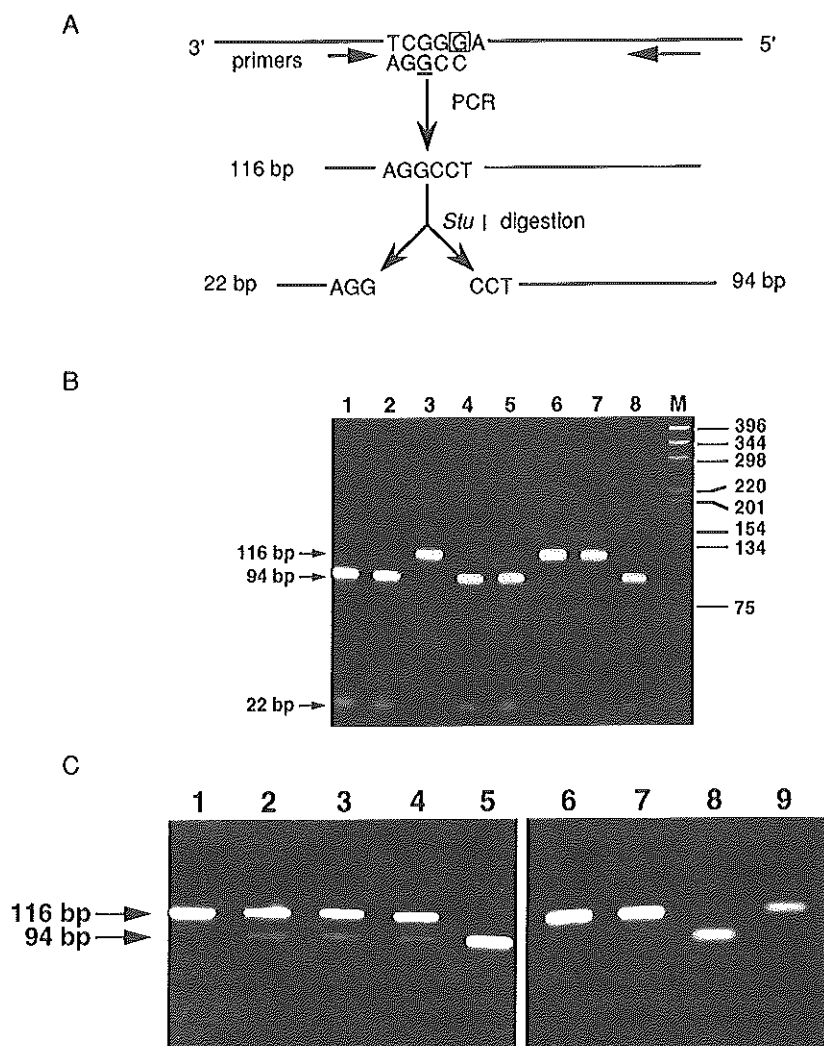 A
3' TCGGGA 5'
primers AGGCC
PCR
116 bp AGGCCT
Stu I digestion
22 bp AGG CCT 94 bp
B
1 2 3 4 5 6 7 8 M
396
344
298
220
201
154
134
116 bp
94 bp
75
22 bp
C
1 2 3 4 5 6 7 8 9
116 bp
94 bp